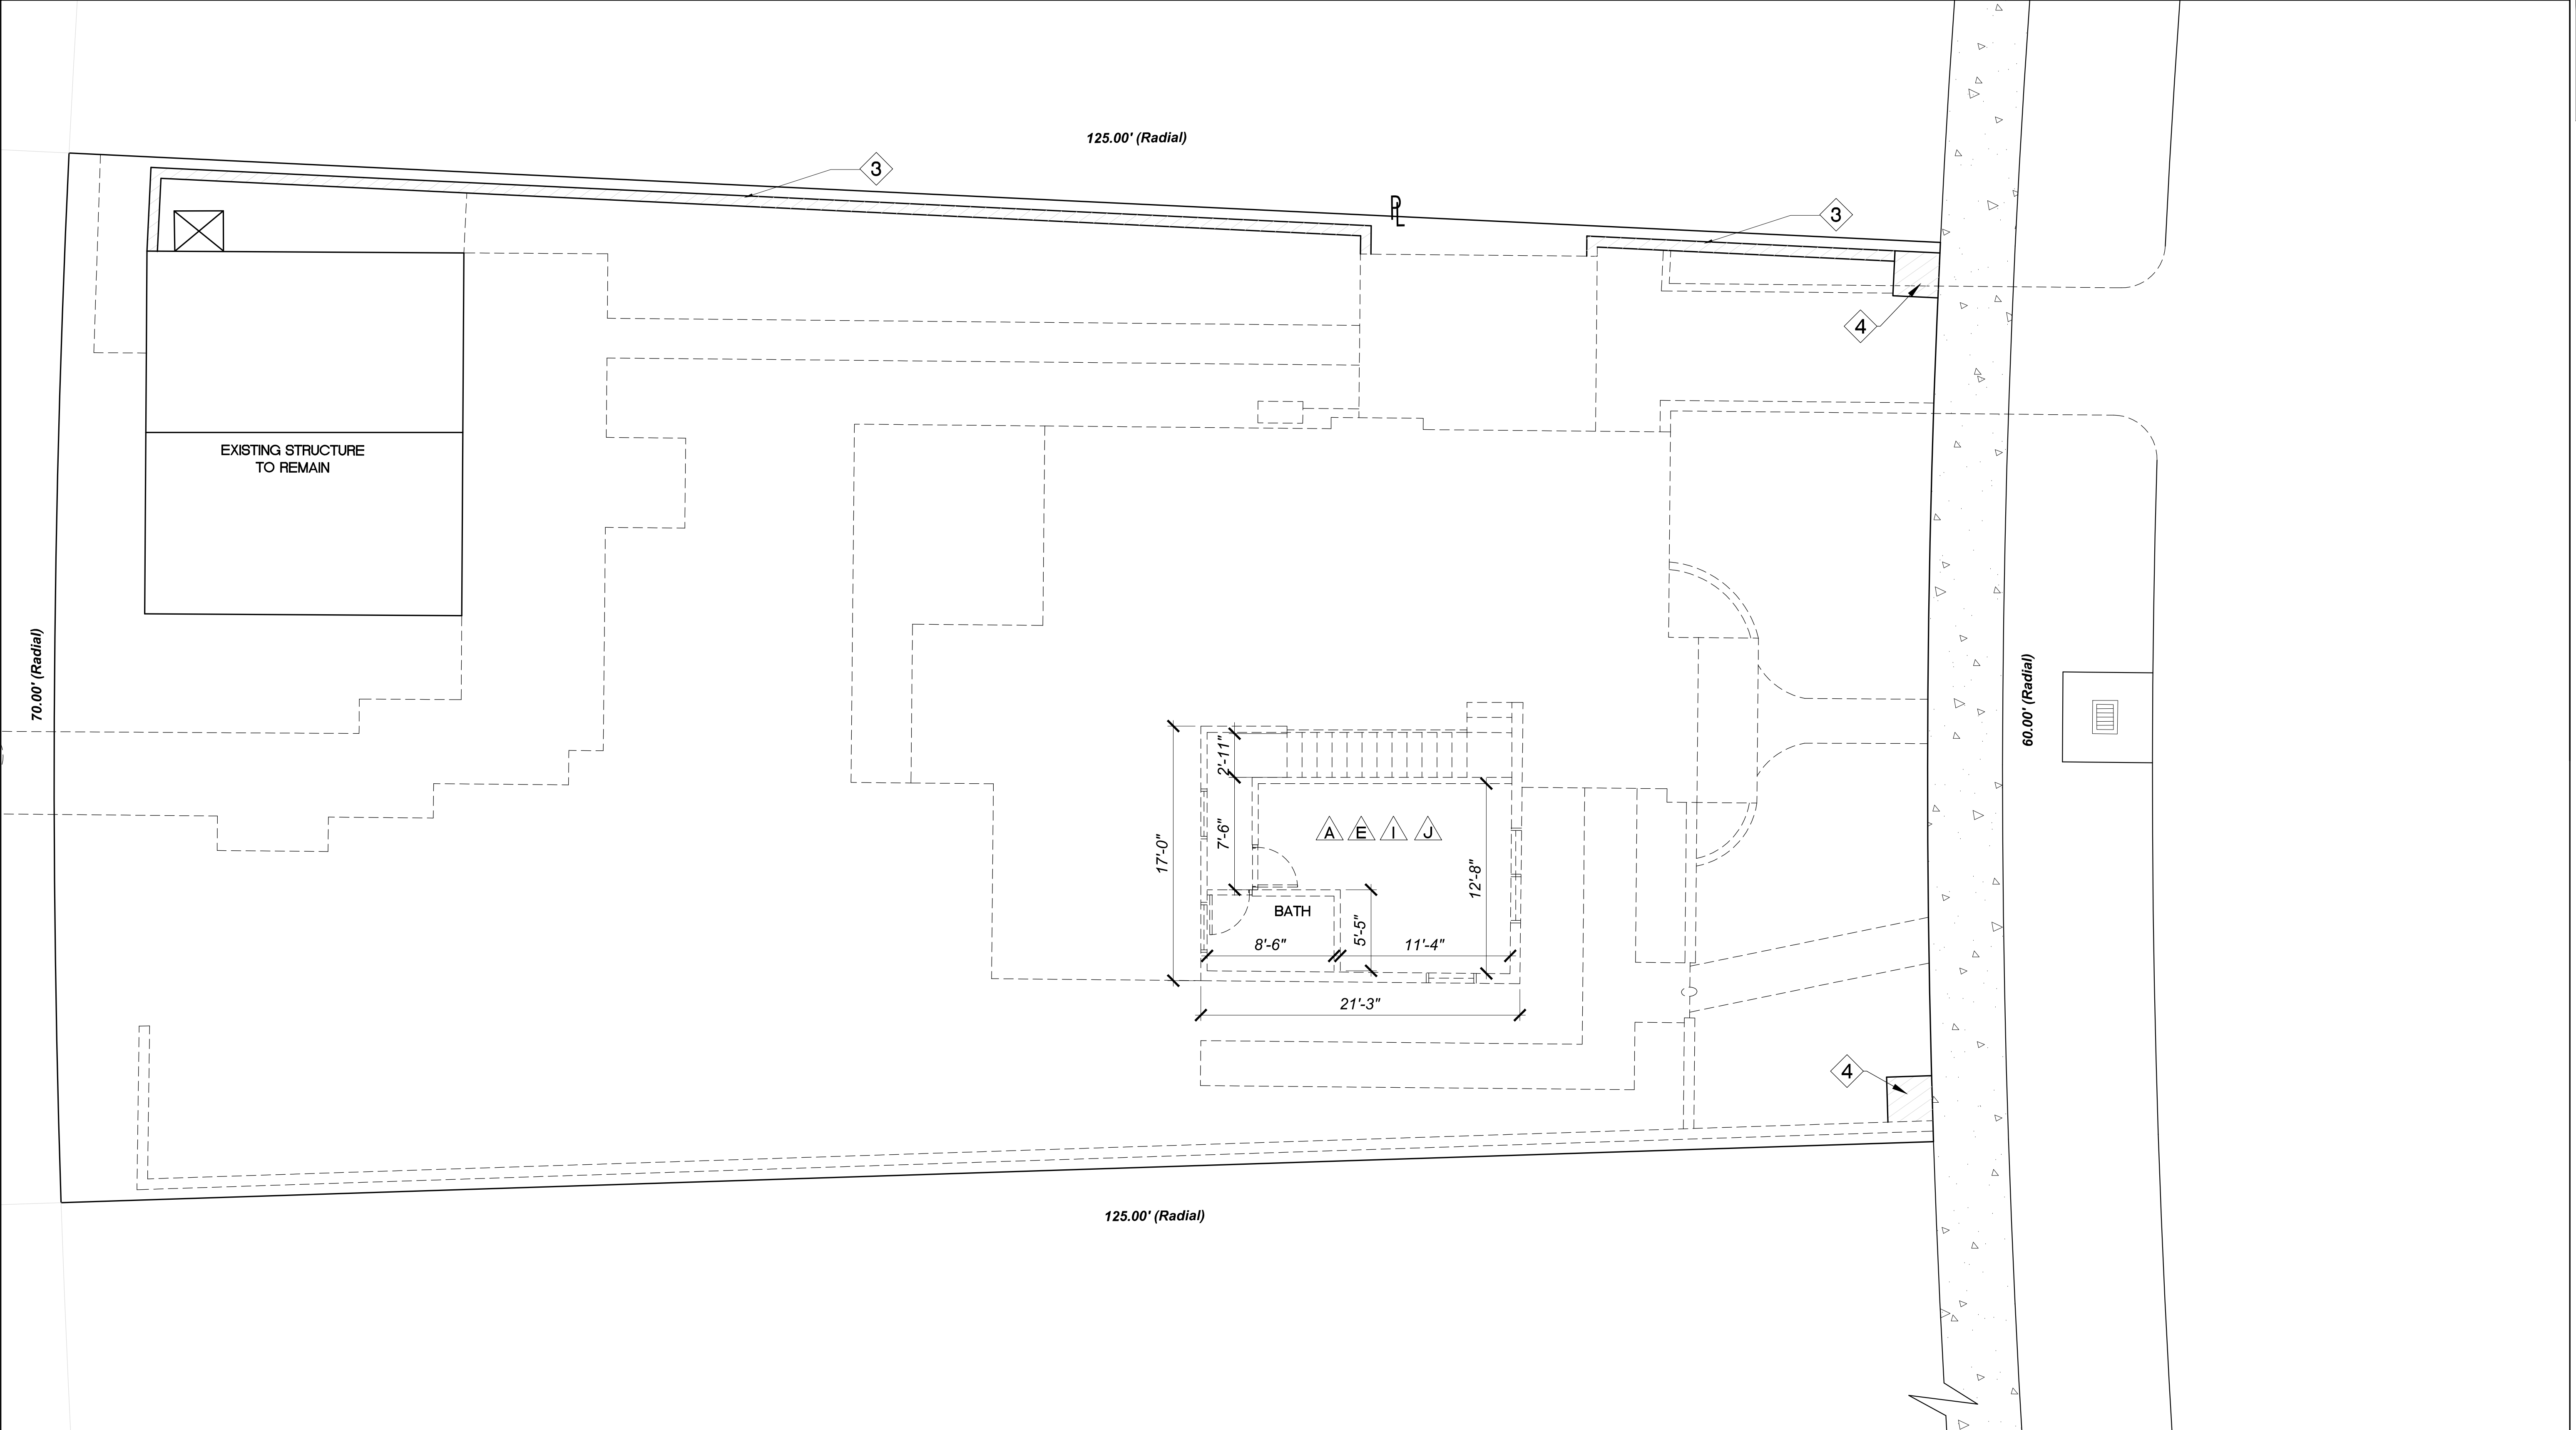 125.00' (Radial)
3
PL
3
4
EXISTING STRUCTURE
TO REMAIN
70.00' (Radial)
60.00' (Radial)
2'-11"
7'-6"
17'-0"
A E I J
12'-8"
BATH
5'-5"
8'-6"
11'-4"
21'-3"
4
125.00' (Radial)